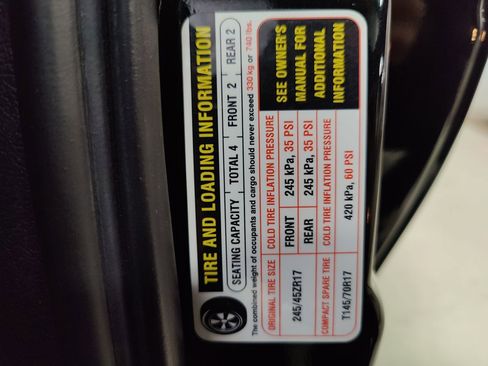 TIRE AND LOADING INFORMATION
SEATING CAPACITY TOTAL 4 FRONT 2 REAR 2
The combined weight of occupants and cargo should never exceed 330 kg or 740 lbs.
ORIGINAL TIRE SIZE COLD TIRE INFLATION PRESSURE
245/45ZR17 FRONT 245 kPa, 35 PSI
REAR 245 kPa, 35 PSI
COMPACT SPARE TIRE COLD TIRE INFLATION PRESSURE
T145/70R17 420 kPa, 60 PSI
SEE OWNER'S
MANUAL FOR
ADDITIONAL
INFORMATION